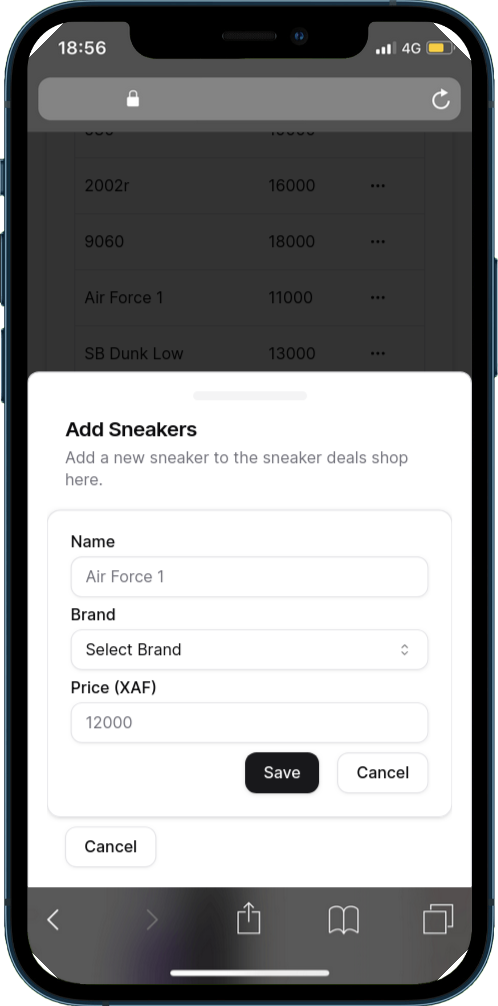 18:56
4G
2002r 16000 ...
9060 18000 ...
Air Force 1 11000 ...
SB Dunk Low 13000 ...
Add Sneakers
Add a new sneaker to the sneaker deals shop
here.
Name
Air Force 1
Brand
Select Brand
Price (XAF)
12000
Save Cancel
Cancel